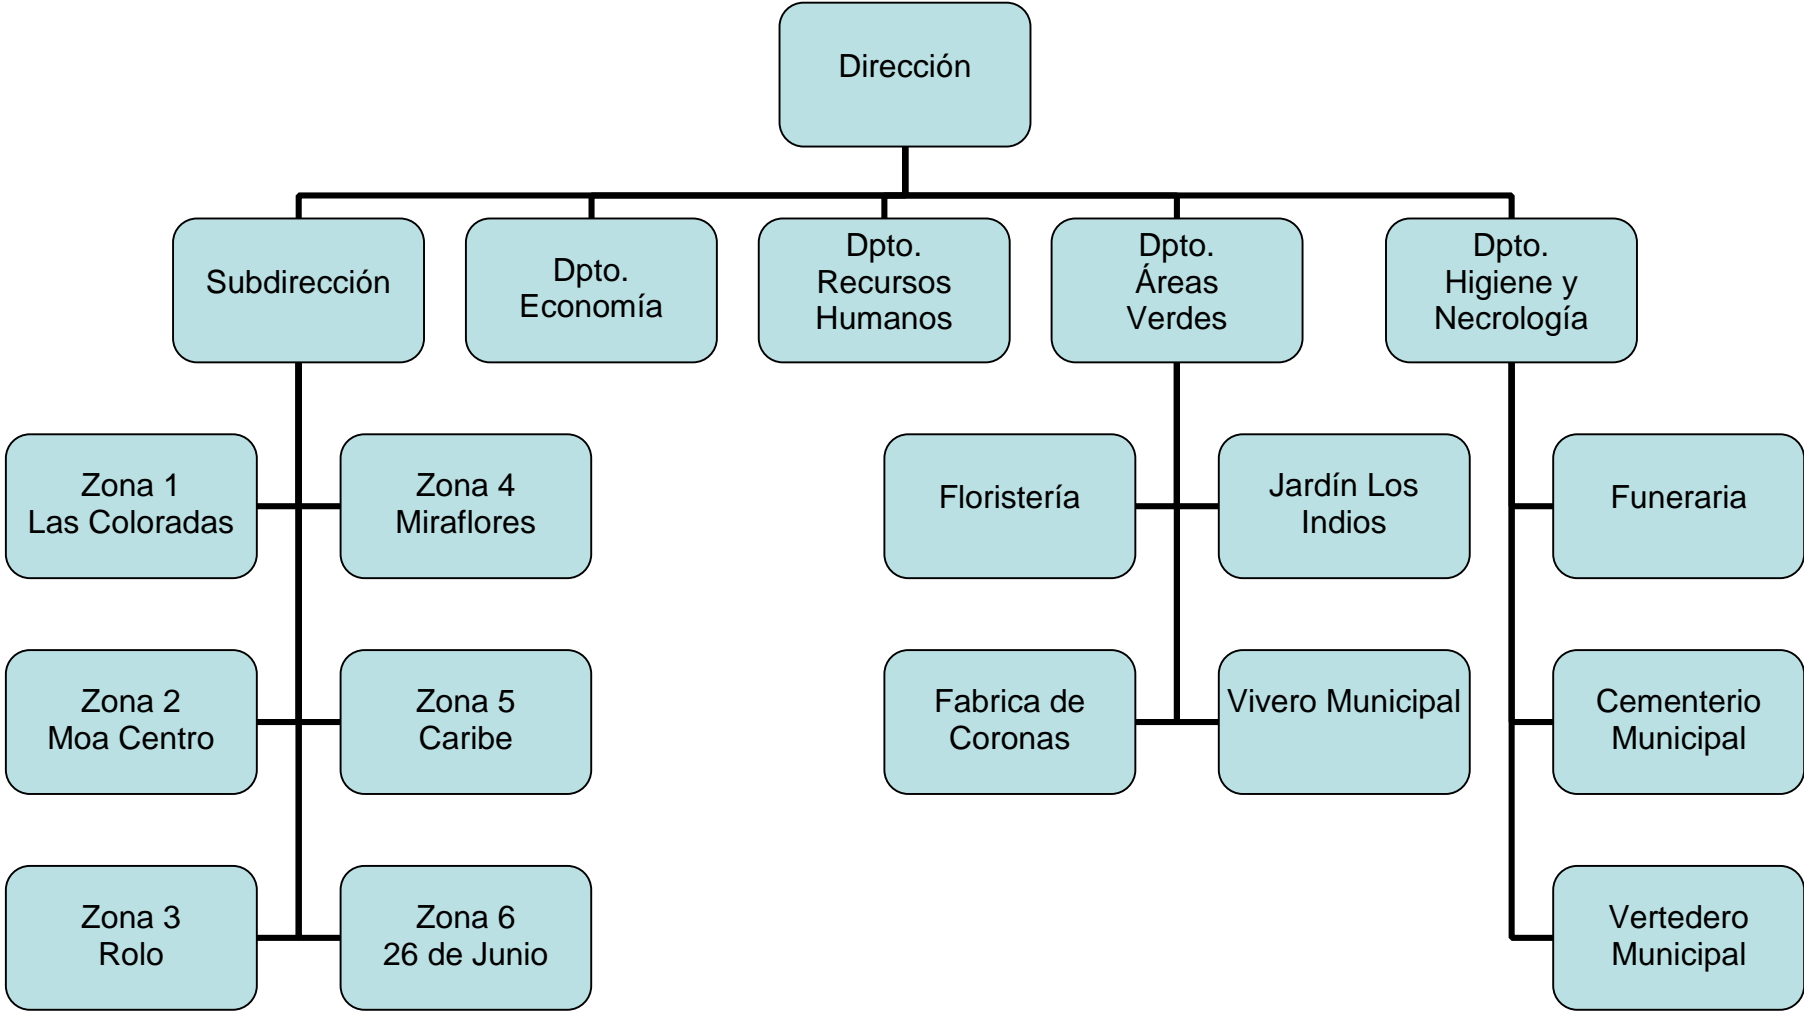 Dirección
Subdirección
Dpto.
Economía
Dpto.
Recursos
Humanos
Dpto.
Áreas
Verdes
Dpto.
Higiene y
Necrología
Zona 1
Las Coloradas
Zona 4
Miraflores
Floristería
Jardín Los
Indios
Funeraria
Zona 2
Moa Centro
Zona 5
Caribe
Fabrica de
Coronas
Vivero Municipal
Cementerio
Municipal
Zona 3
Rolo
Zona 6
26 de Junio
Vertedero
Municipal